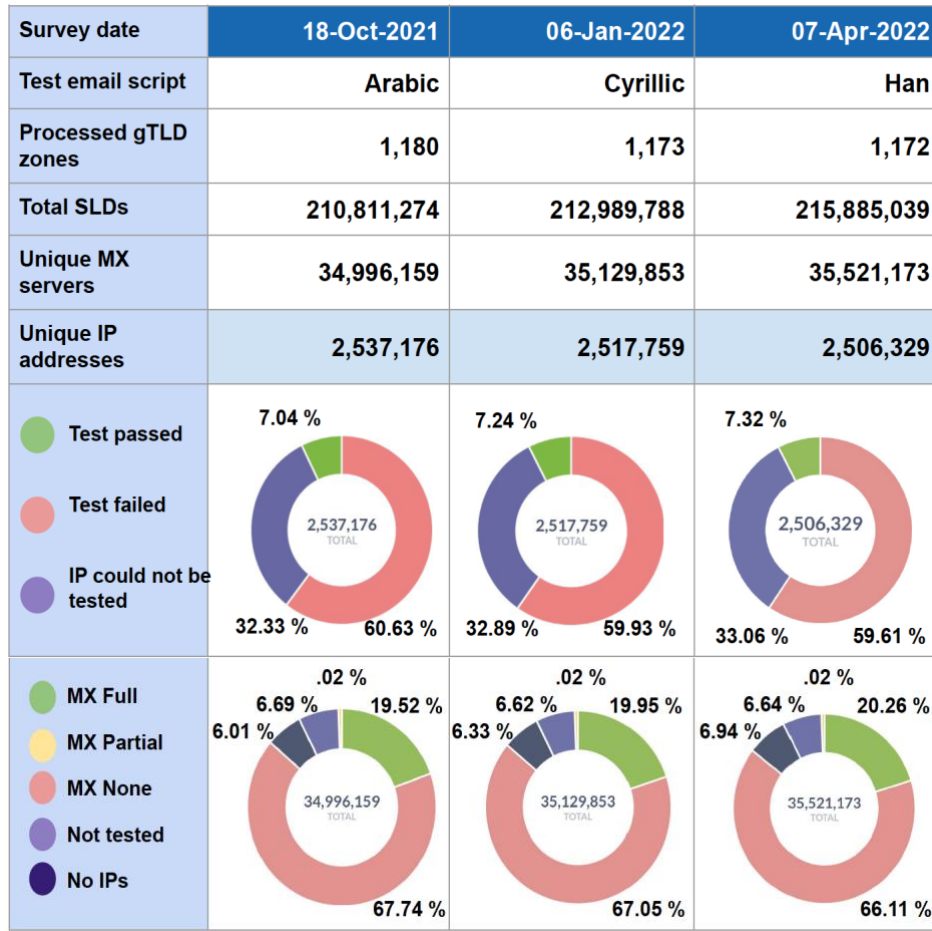 Survey date 18-Oct-2021 06-Jan-2022 07-Apr-2022
Test email script Arabic Cyrillic Han
Processed gTLD
zones 1,180 1,173 1,172
Total SLDs 210,811,274 212,989,788 215,885,039
Unique MX
servers 34,996,159 35,129,853 35,521,173
Unique IP
addresses 2,537,176 2,517,759 2,506,329
Test passed
Test failed
IP could not be
tested
7.04 %
2,537,176
TOTAL
32.33 % 60.63 %
7.24 %
2,517,759
TOTAL
32.89 % 59.93 %
7.32 %
2,506,329
TOTAL
33.06 % 59.61 %
MX Full
MX Partial
MX None
Not tested
No IPs
.02 %
6.69 % 19.52 %
6.01 %
34,996,159
TOTAL
67.74 %
.02 %
6.62 % 19.95 %
6.33 %
35,129,853
TOTAL
67.05 %
.02 %
6.64 % 20.26 %
6.94 %
35,521,173
TOTAL
66.11 %